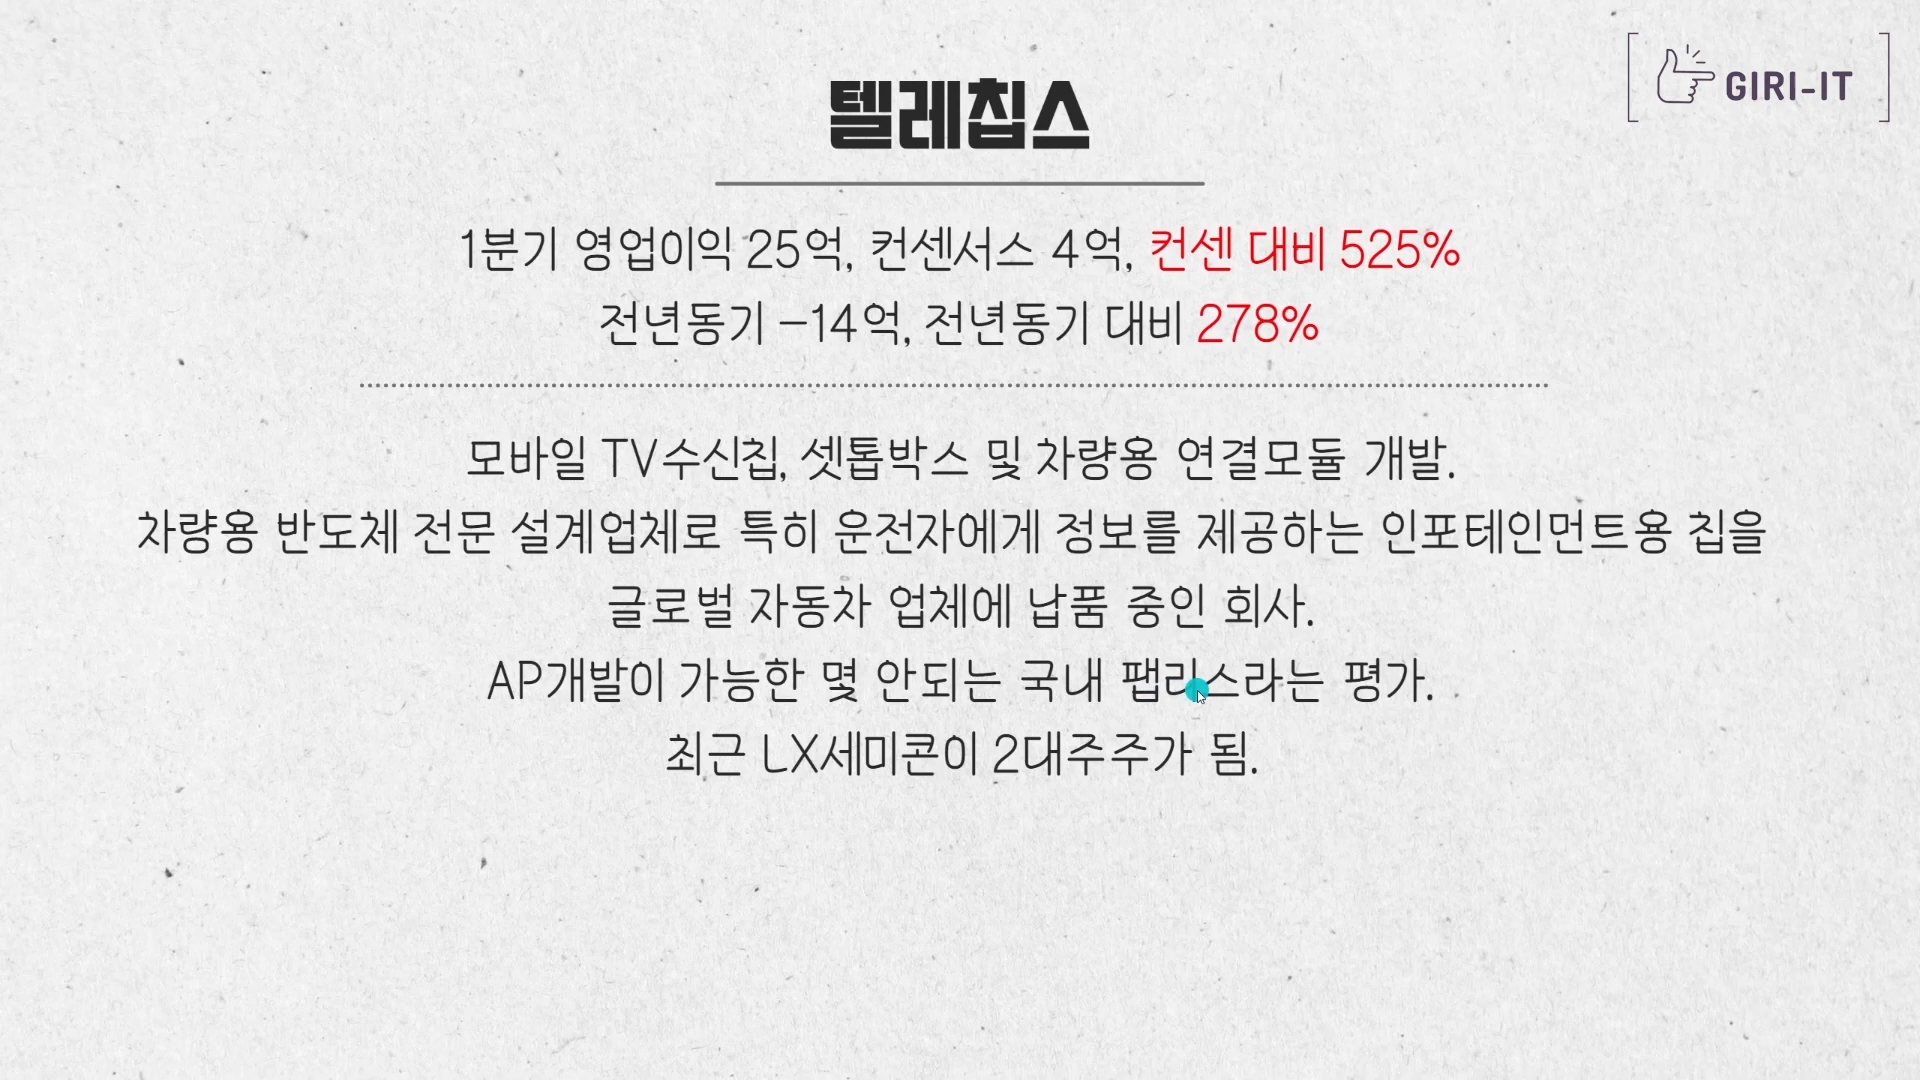 텔레칩스
GIRI-IT
1분기 영업이익 25억, 컨센서스 4억, 컨센 대비 525%
전년동기 -14억, 전년동기 대비 278%
모바일 TV수신칩, 셋톱박스 및 차량용 연결모듈 개발.
차량용 반도체 전문 설계업체로 특히 운전자에게 정보를 제공하는 인포테인먼트용 칩을
글로벌 자동차 업체에 납품 중인 회사.
AP개발이 가능한 몇 안되는 국내 팹리스라는 평가.
최근 LX세미콘이 2대주주가 됨.